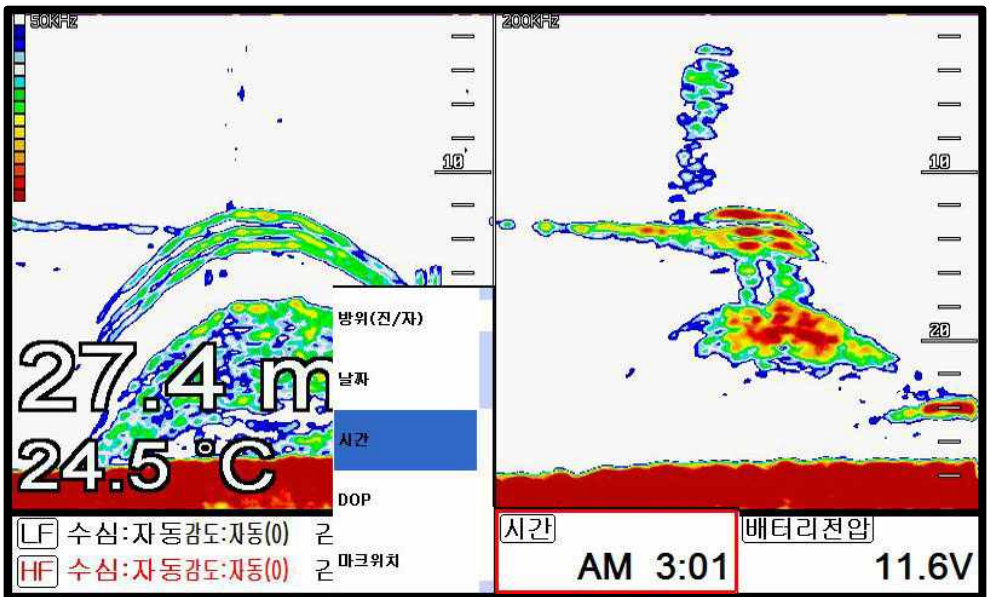 50KHz
200KHz
10
10
20
27.4 m
24.5 °C
방위(진/자)
날짜
시간
DOP
마크위치
LF 수심:자동감도:자동(0)
HF 수심:자동감도:자동(0)
시간
AM 3:01
배터리전압
11.6V